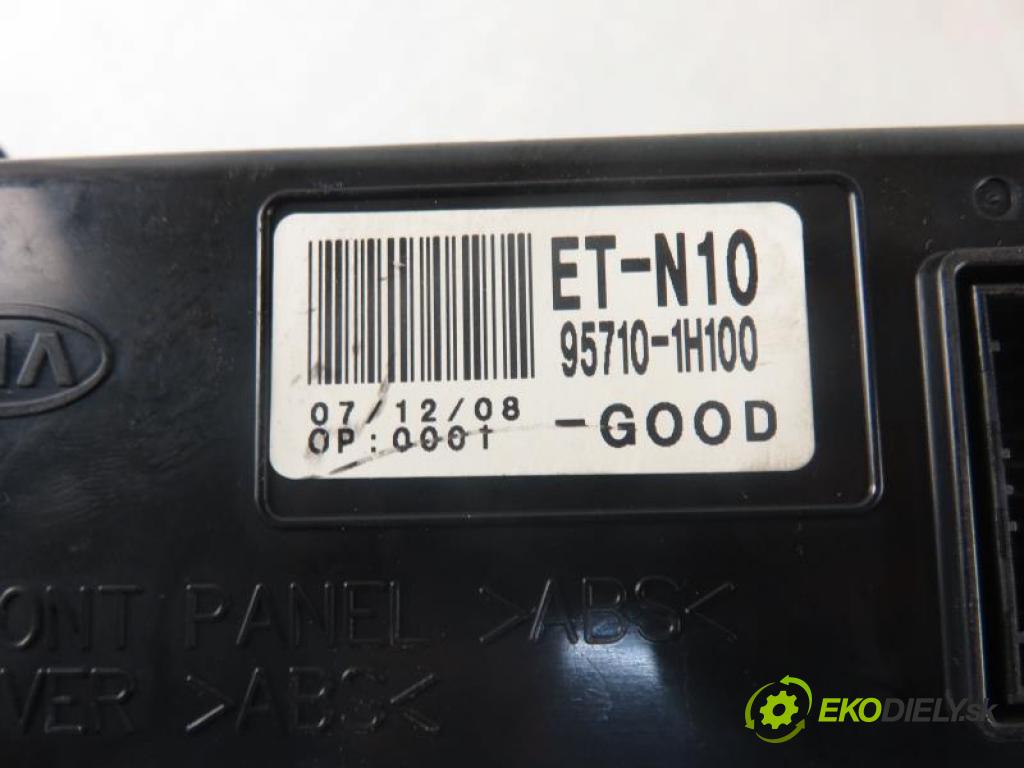 ET-N10
95710-1H100
07/12/08
OP:0001
-GOOD
PANEL >ABS<
>ABS<
EKODIELY.sk